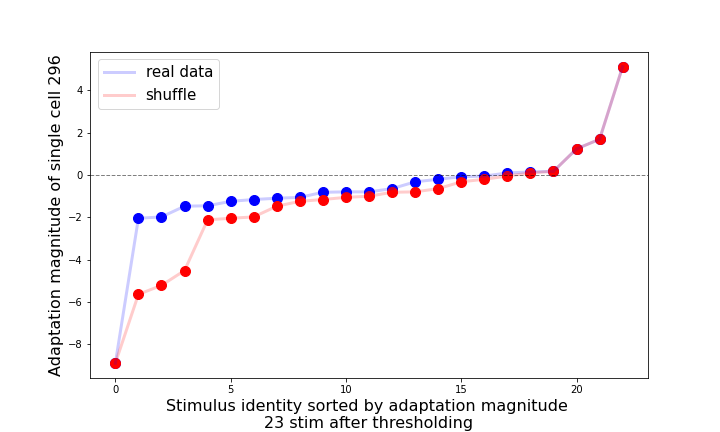 real data
shuffle
Adaptation magnitude of single cell 296
4
2
0
−2
−4
−6
−8
0
5
10
15
20
Stimulus identity sorted by adaptation magnitude
23 stim after thresholding